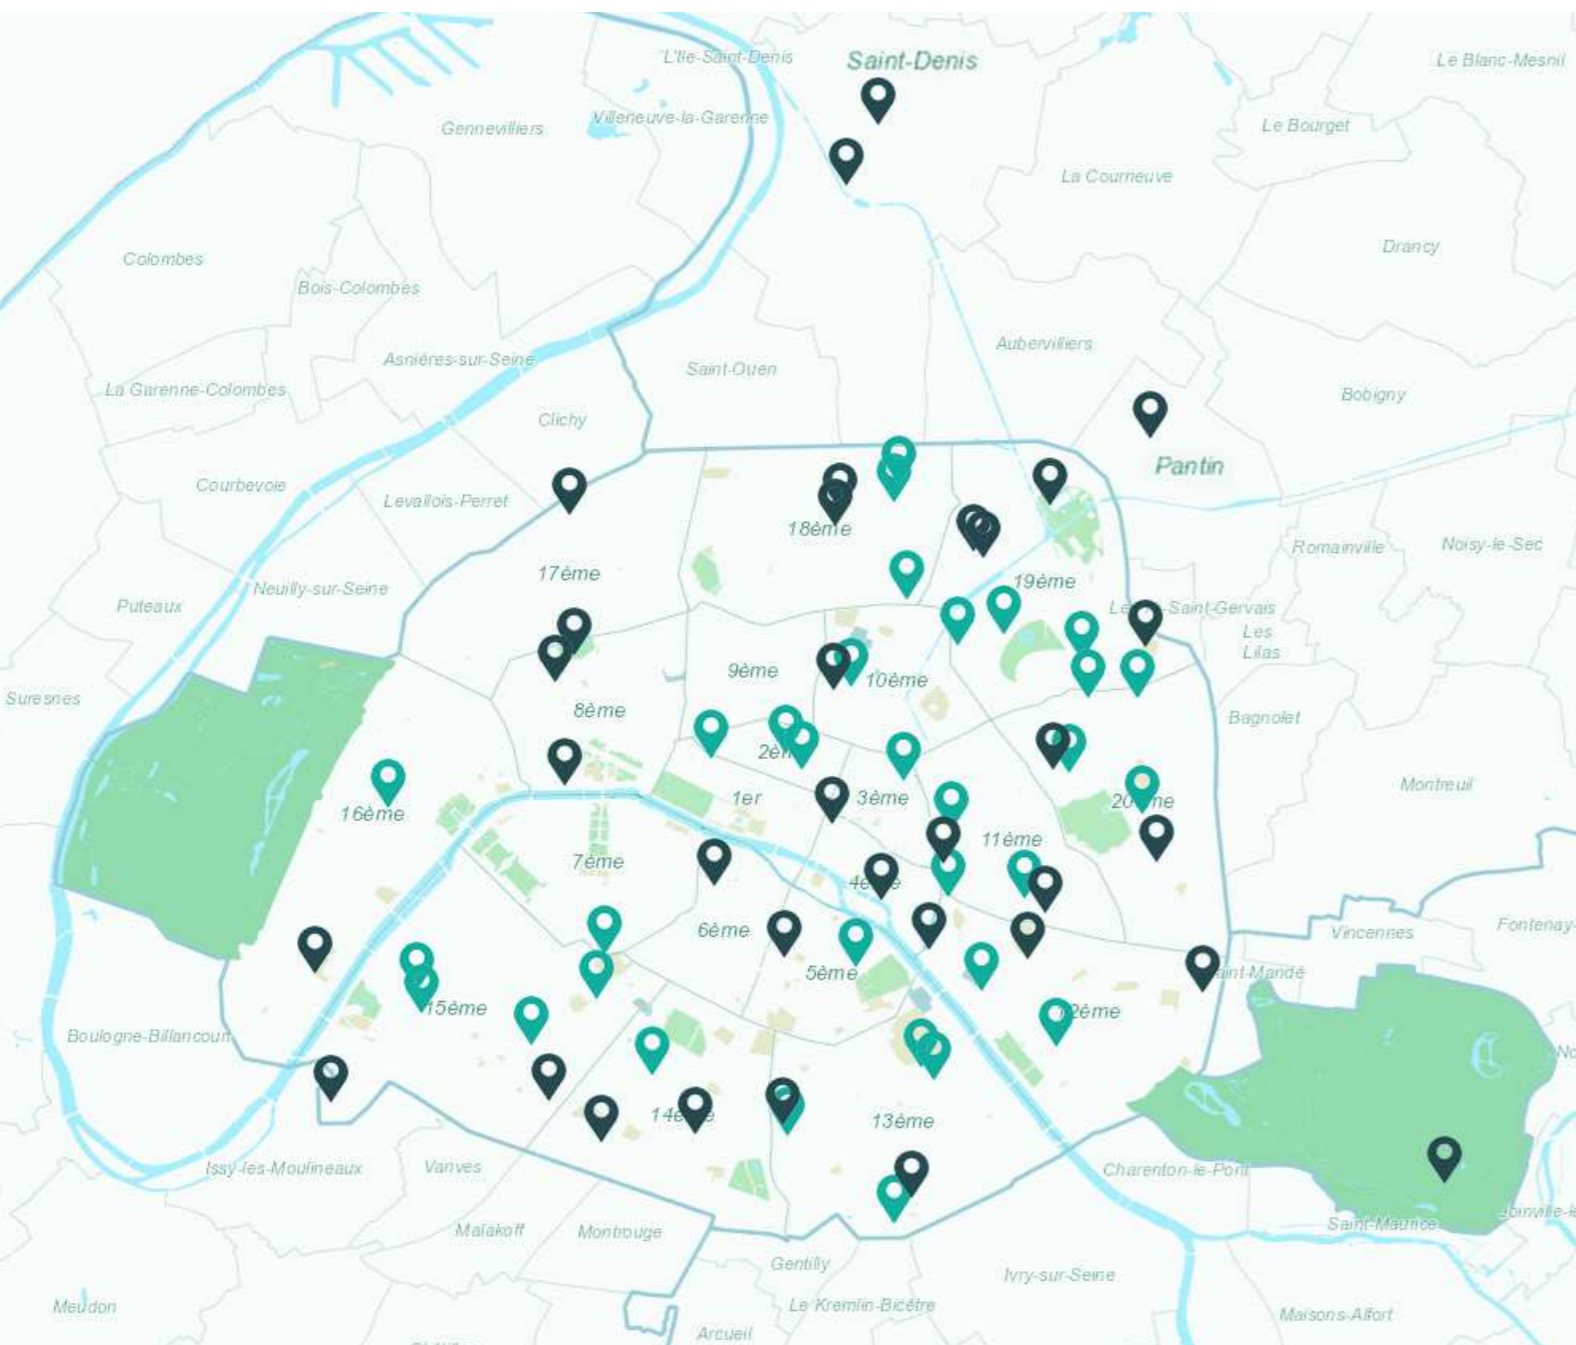 L'Ile-Saint-Denis
Saint-Denis
Le Blanc-Mesnil
Villeneuve-la-Garenne
Gennevilliers
Le Bourget
La Courneuve
Drancy
Colombes
Bois-Colombes
Aubervilliers
Asnières-sur-Seine
Saint-Ouen
La Garenne-Colombes
Bobigny
Clichy
Pantin
Courbevoie
Levallois-Perret
18ème
Romainville
Noisy-le-Sec
17ème
19ème
Neuilly-sur-Seine
Puteaux
Saint-Gervais
Les
Lilas
9ème
10ème
Suresnes
8ème
Bagnolet
1er
3ème
16ème
Montreuil
11ème
7ème
6ème
Vincennes
Fontenay-
5ème
15ème
Boulogne-Billancourt
13ème
Issy-les-Moulineaux
Vanves
Charenton-le-Pont
Saint-Maurice
Malakoff
Montrouge
Gentilly
Ivry-sur-Seine
Meudon
Le Kremlin-Bicêtre
Maisons-Alfort
Arcueil